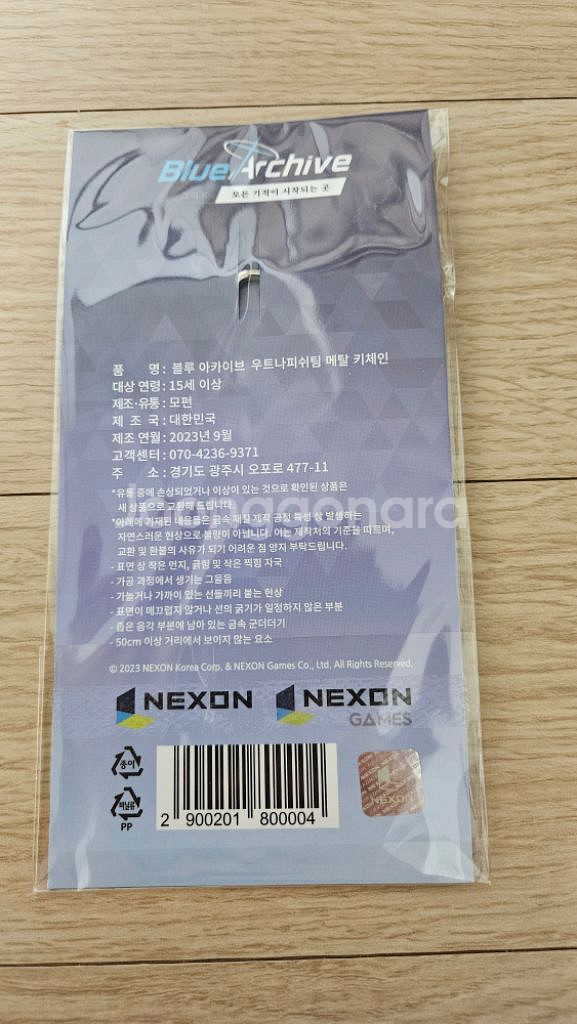 Blue Archive
모든 기적이 시작되는 곳
품 명 : 블루 아카이브 우트나피쉬팀 메탈 키체인
대상 연령 : 15세 이상
제조·유통 : 모펀
제 조 국 : 대한민국
제조 연월 : 2023년 9월
고객센터 : 070-4236-9371
주 소 : 경기도 광주시 오포로 477-11
*유통 중에 손상되었거나 이상이 있는 것으로 확인된 상품은
새 상품으로 교환해 드립니다.
*아래에 기재된 내용들은 금속 재질 제작 공정 특성 상 발생하는
자연스러운 현상으로 불량이 아닙니다. 이는 제작처의 기준을 따르며,
교환 및 환불의 사유가 되기 어려운 점 양지 부탁드립니다.
- 표면 상 작은 먼지, 긁힘 및 작은 찍힘 자국
- 가공 과정에서 생기는 그을음
- 가늘거나 가까이 있는 선들끼리 붙는 현상
- 표면이 매끄럽지 않거나 선의 굵기가 일정하지 않은 부분
- 좁은 음각 부분에 남아 있는 금속 군더더기
- 50cm 이상 거리에서 보이지 않는 요소
© 2023 NEXON Korea Corp. & NEXON Games Co., Ltd. All Rights Reserved.
NEXON NEXON GAMES
종이
비닐류
PP
2 900201 800004
NEXON